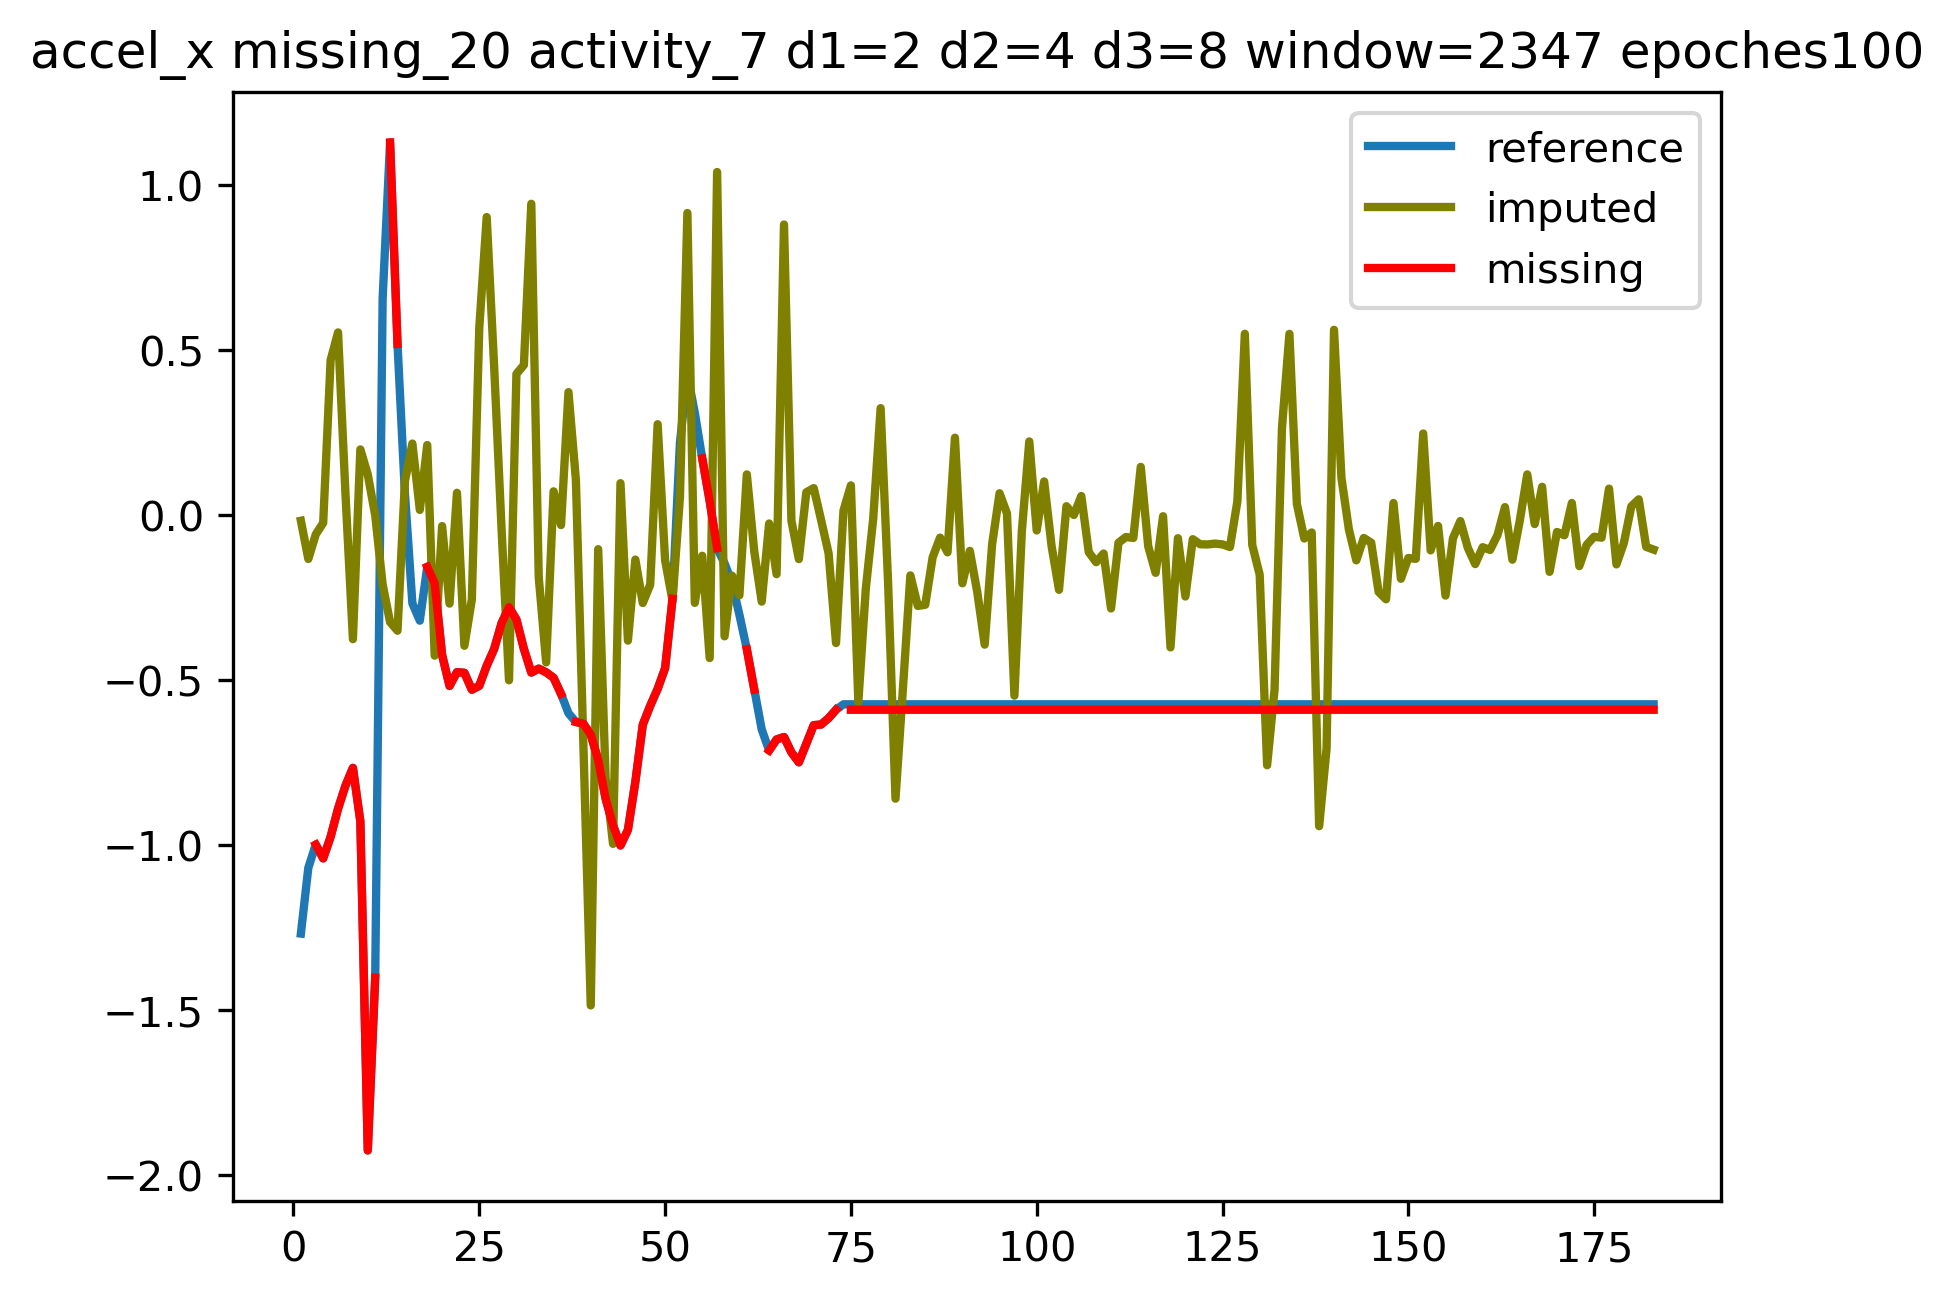 accel_x missing_20 activity_7 d1=2 d2=4 d3=8 window=2347 epoches100
reference
imputed
missing
1.0
0.5
0.0
−0.5
−1.0
−1.5
−2.0
0 25 50 75 100 125 150 175